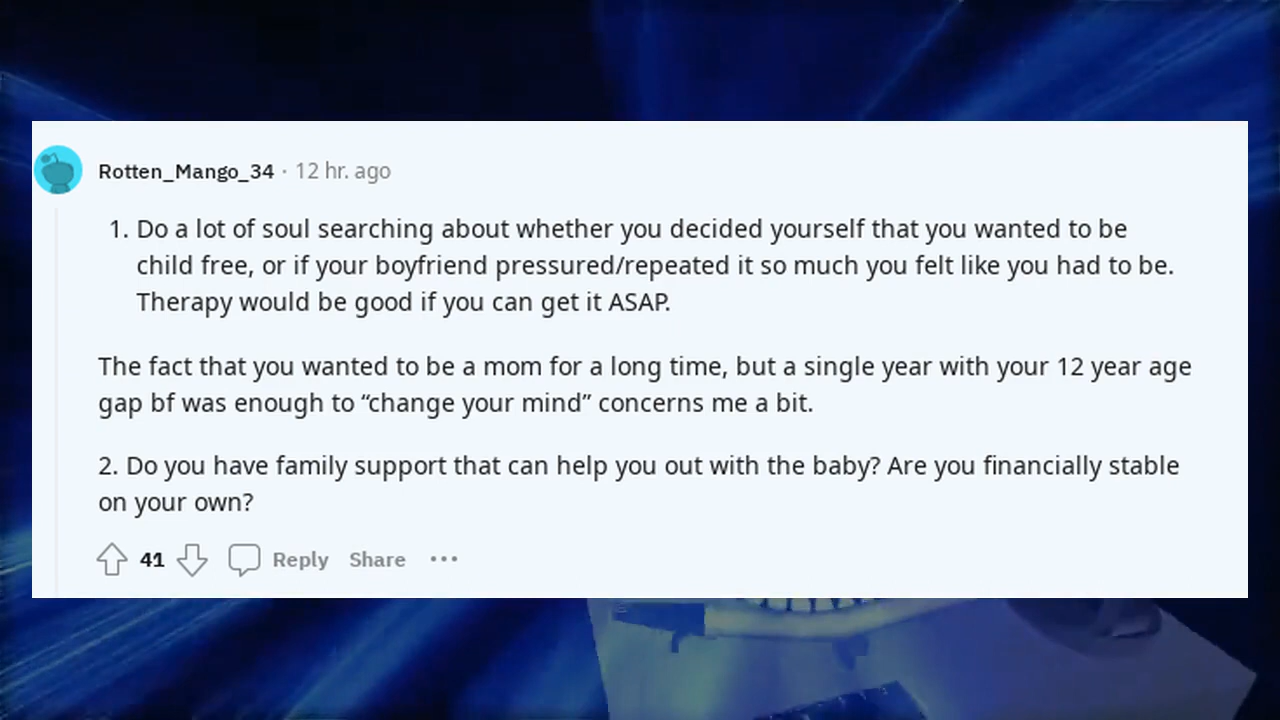 Rotten_Mango_34 · 12 hr. ago
1. Do a lot of soul searching about whether you decided yourself that you wanted to be
child free, or if your boyfriend pressured/repeated it so much you felt like you had to be.
Therapy would be good if you can get it ASAP.
The fact that you wanted to be a mom for a long time, but a single year with your 12 year age
gap bf was enough to “change your mind” concerns me a bit.
2. Do you have family support that can help you out with the baby? Are you financially stable
on your own?
41 Reply Share ···